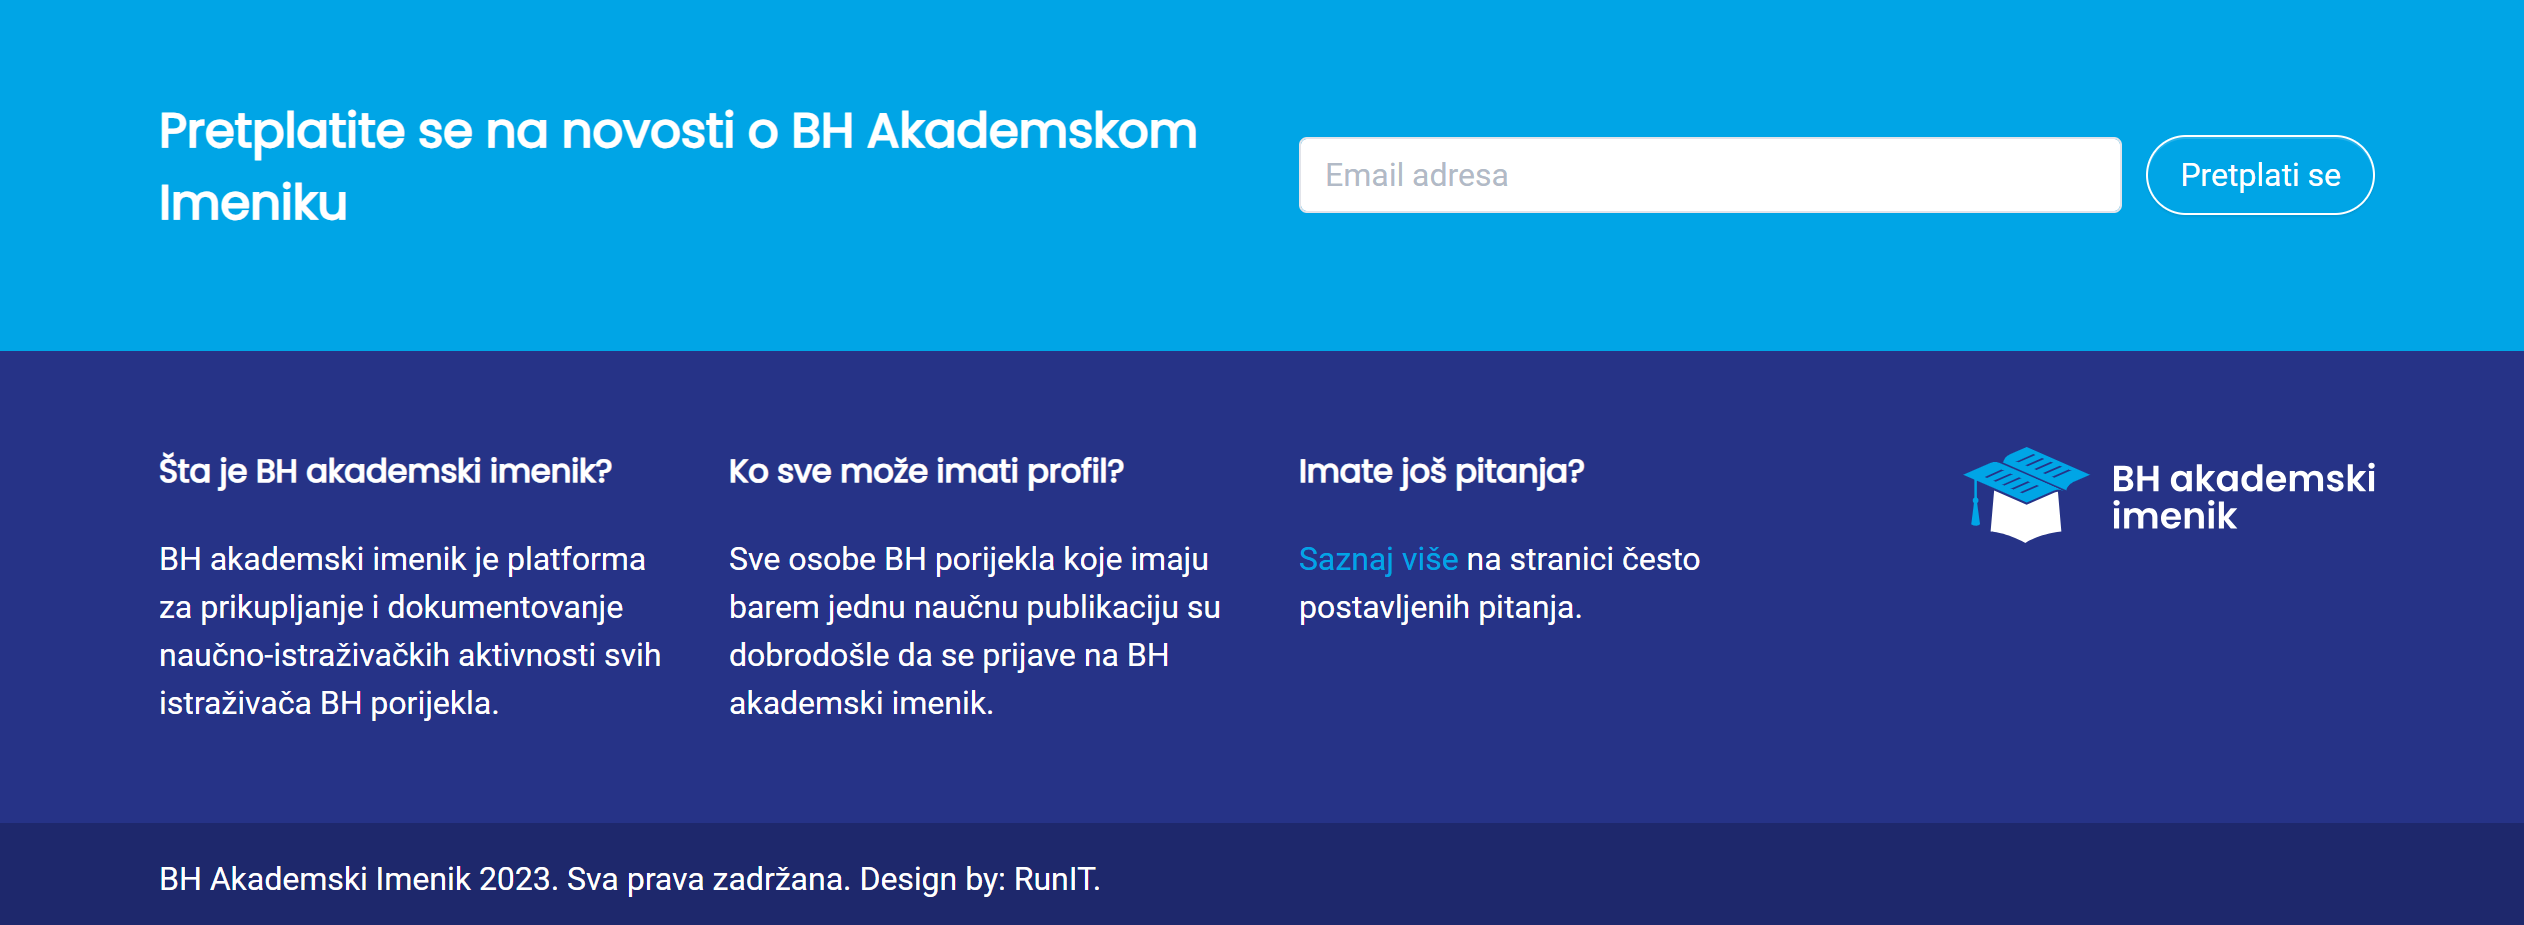 Pretplatite se na novosti o BH Akademskom
Imeniku
Email adresa
Pretplati se
Šta je BH akademski imenik?
BH akademski imenik je platforma
za prikupljanje i dokumentovanje
naučno-istraživačkih aktivnosti svih
istraživača BH porijekla.
Ko sve može imati profil?
Sve osobe BH porijekla koje imaju
barem jednu naučnu publikaciju su
dobrodošle da se prijave na BH
akademski imenik.
Imate još pitanja?
Saznaj više na stranici često
postavljenih pitanja.
BH akademski
imenik
BH Akademski Imenik 2023. Sva prava zadržana. Design by: RunIT.